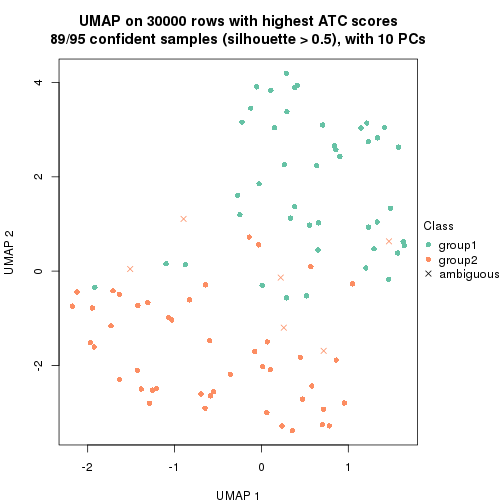 UMAP on 30000 rows with highest ATC scores
89/95 confident samples (silhouette > 0.5), with 10 PCs
4
2
0
-2
UMAP 2
-2
-1
0
1
UMAP 1
Class
group1
group2
ambiguous